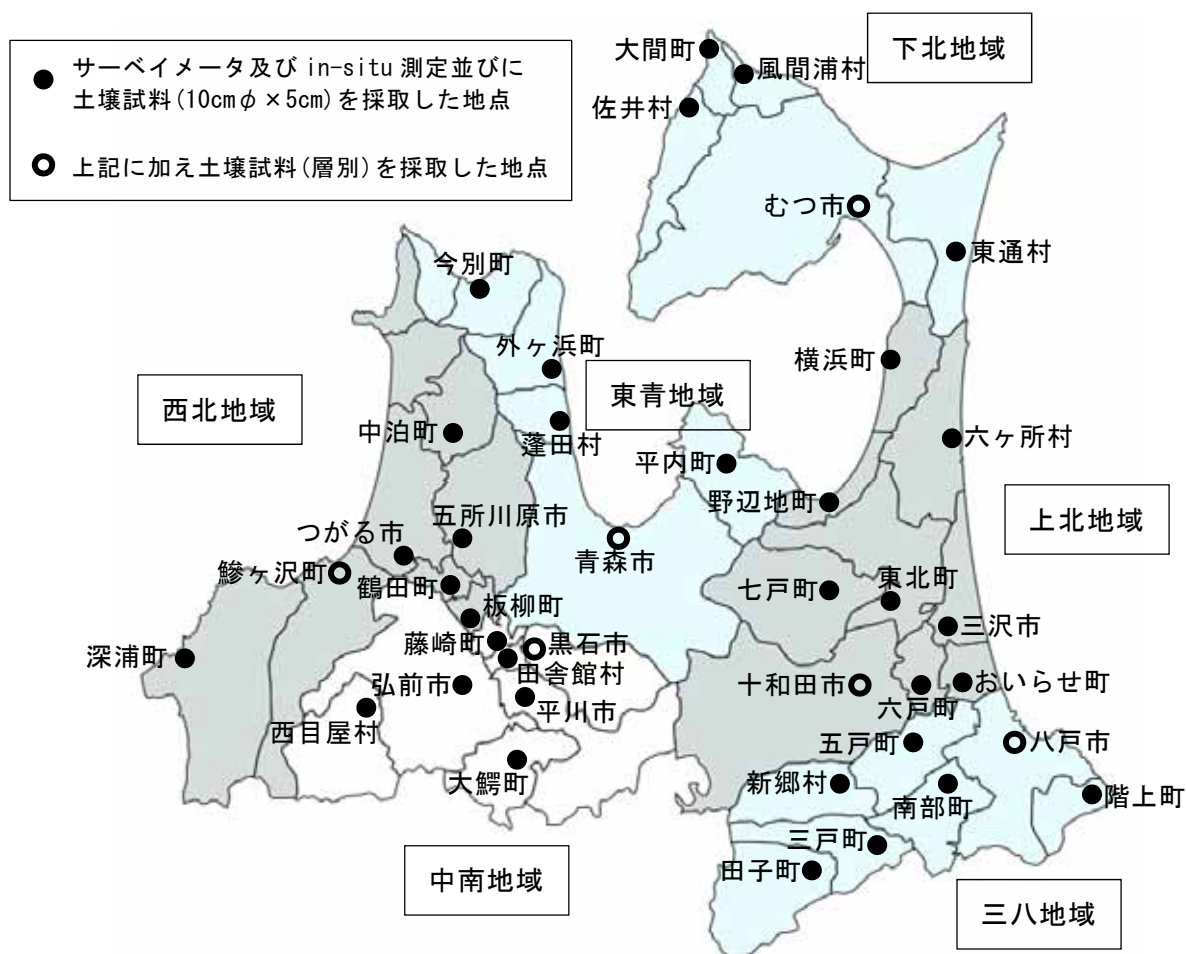 ● サーベイメータ及び in-situ 測定並びに
土壌試料(10cmφ×5cm)を採取した地点
上記に加え土壌試料(層別)を採取した地点
下北地域
大間町
風間浦村
佐井村
むつ市
東通村
今別町
外ヶ浜町
横浜町
東青地域
西北地域
中泊町
蓬田村
六ヶ所村
平内町
野辺地町
上北地域
五所川原市
つがる市
青森市
鰺ヶ沢町
鶴田町
七戸町
東北町
板柳町
三沢市
藤崎町
黒石市
深浦町
田舎館村
弘前市
十和田市
おいらせ町
六戸町
平川市
西目屋村
五戸町
八戸市
大鰐町
新郷村
南部町
階上町
三戸町
中南地域
田子町
三八地域